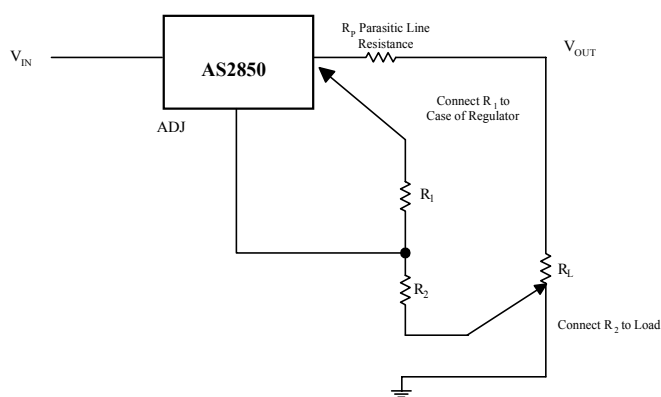 R_P Parasitic Line
Resistance
V_IN
AS2850
V_OUT
Connect R_1 to
Case of Regulator
ADJ
R_1
R_2
R_L
Connect R_2 to Load